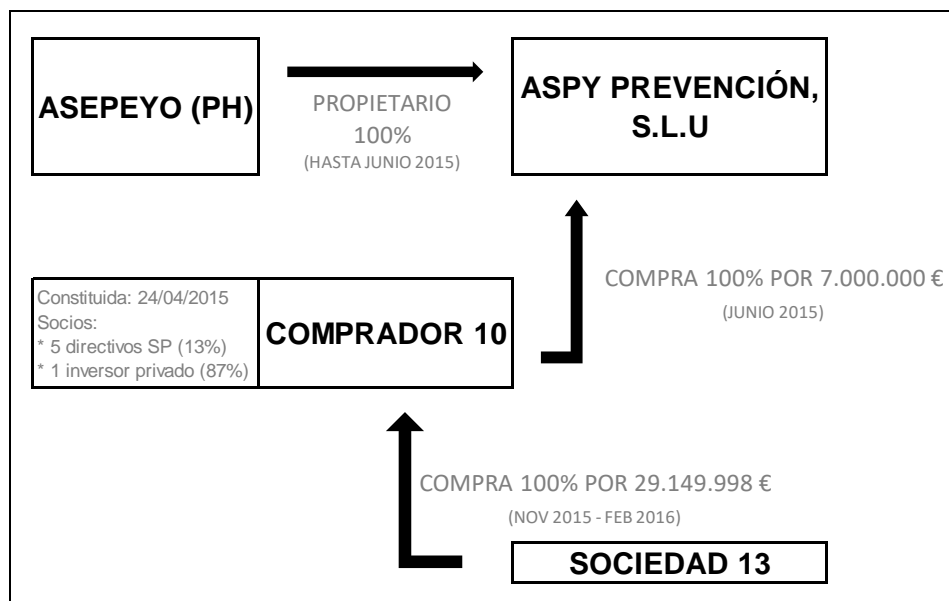 ASEPEYO (PH)
PROPIETARIO
100%
(HASTA JUNIO 2015)
ASPY PREVENCIÓN,
S.L.U
COMPRA 100% POR 7.000.000 €
(JUNIO 2015)
Constituida: 24/04/2015
Socios:
* 5 directivos SP (13%)
* 1 inversor privado (87%)
COMPRADOR 10
COMPRA 100% POR 29.149.998 €
(NOV 2015 - FEB 2016)
SOCIEDAD 13